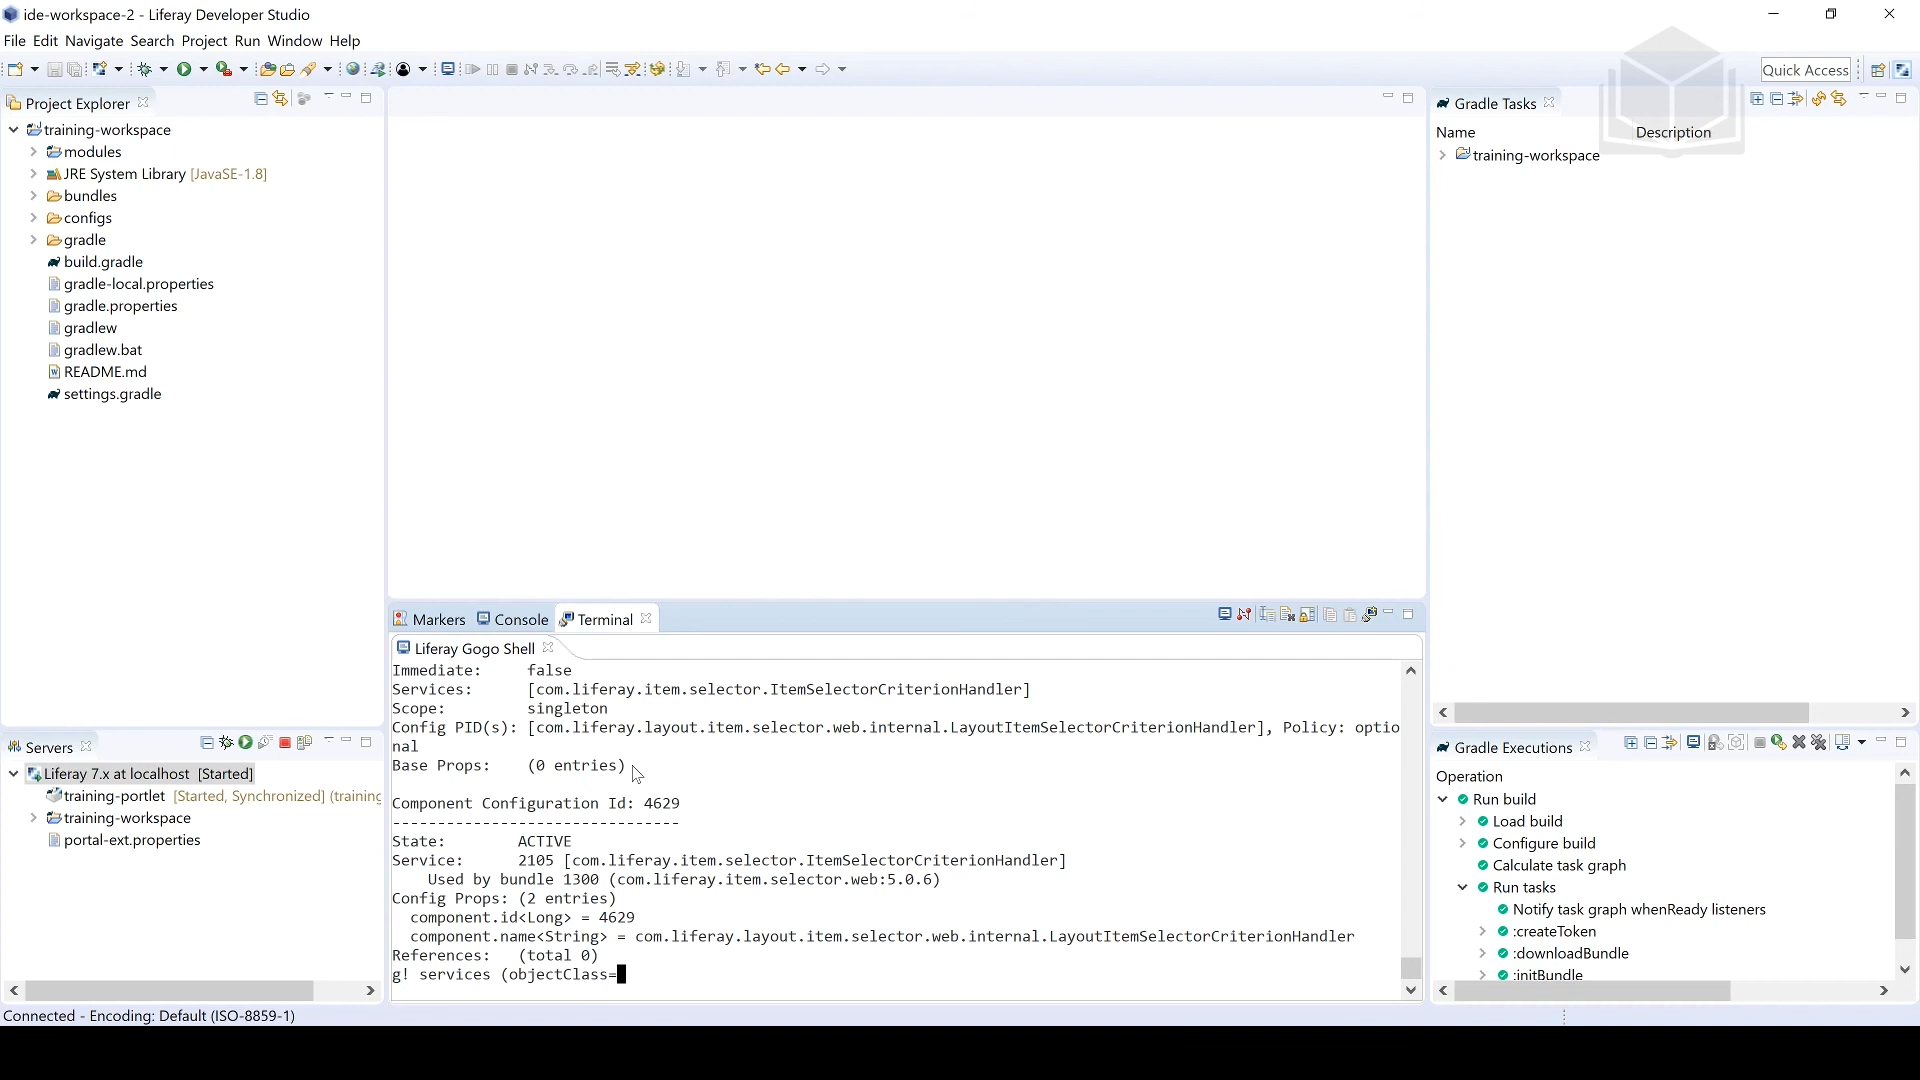 ide-workspace-2 - Liferay Developer Studio
File Edit Navigate Search Project Run Window Help
Quick Access
Project Explorer
training-workspace
modules
JRE System Library [JavaSE-1.8]
bundles
configs
gradle
build.gradle
gradle-local.properties
gradle.properties
gradlew
gradlew.bat
README.md
settings.gradle
Servers
Liferay 7.x at localhost [Started]
training-portlet [Started, Synchronized] (training
training-workspace
portal-ext.properties
Markers Console Terminal
Liferay Gogo Shell
Immediate: false
Services: [com.liferay.item.selector.ItemSelectorCriterionHandler]
Scope: singleton
Config PID(s): [com.liferay.layout.item.selector.web.internal.LayoutItemSelectorCriterionHandler], Policy: optio
nal
Base Props: (0 entries)
Component Configuration Id: 4629
--------------------------------
State: ACTIVE
Service: 2105 [com.liferay.item.selector.ItemSelectorCriterionHandler]
Used by bundle 1300 (com.liferay.item.selector.web:5.0.6)
Config Props: (2 entries)
component.id<Long> = 4629
component.name<String> = com.liferay.layout.item.selector.web.internal.LayoutItemSelectorCriterionHandler
References: (total 0)
g! services (objectClass=
Gradle Tasks
Name Description
training-workspace
Gradle Executions
Operation
Run build
Load build
Configure build
Calculate task graph
Run tasks
Notify task graph whenReady listeners
:createToken
:downloadBundle
:initBundle
Connected - Encoding: Default (ISO-8859-1)